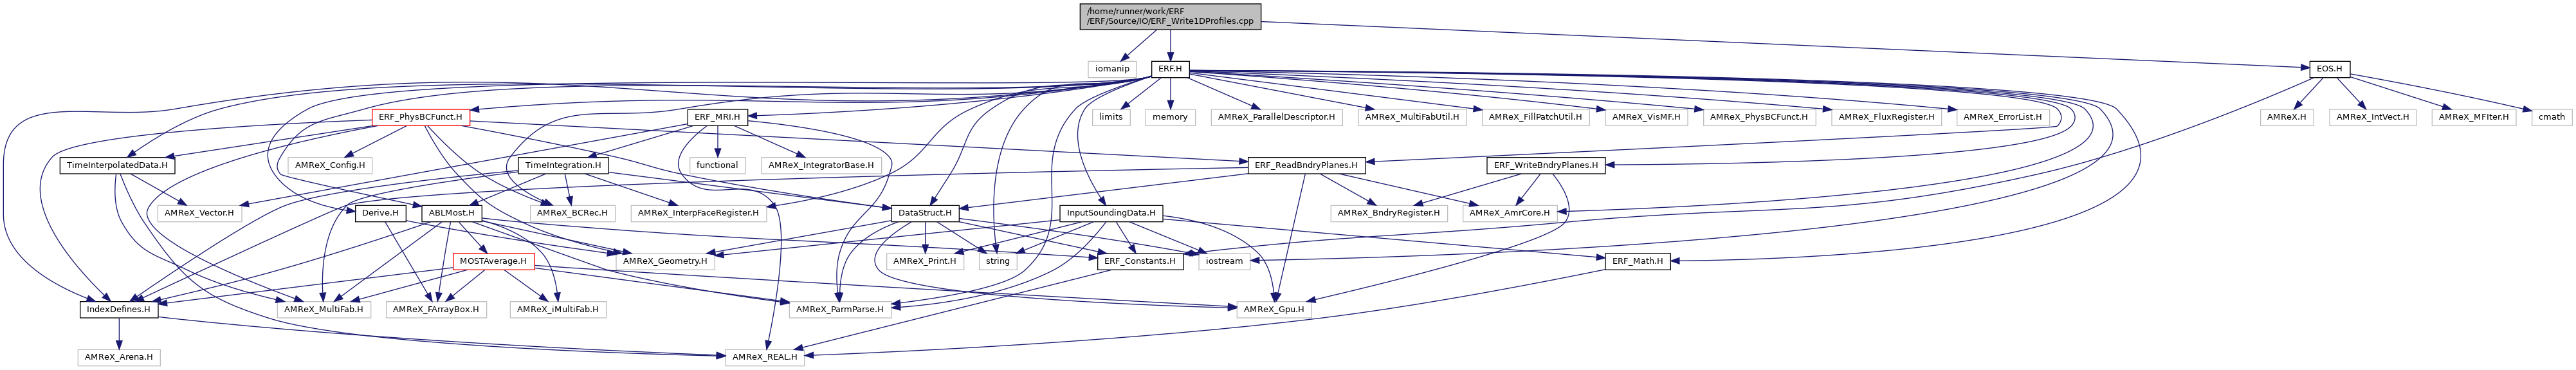 /home/runner/work/ERF
/ERF/Source/IO/ERF_Write1DProfiles.cpp
iomanip
ERF.H
EOS.H
ERF_PhysBCFunct.H
ERF_MRI.H
limits
memory
AMReX_ParallelDescriptor.H
AMReX_MultiFabUtil.H
AMReX_FillPatchUtil.H
AMReX_VisMF.H
AMReX_PhysBCFunct.H
AMReX_FluxRegister.H
AMReX_ErrorList.H
AMReX.H
AMReX_IntVect.H
AMReX_MFIter.H
cmath
TimeInterpolatedData.H
AMReX_Config.H
TimeIntegration.H
functional
AMReX_IntegratorBase.H
ERF_ReadBndryPlanes.H
ERF_WriteBndryPlanes.H
AMReX_Vector.H
Derive.H
ABLMost.H
AMReX_BCRec.H
AMReX_InterpFaceRegister.H
DataStruct.H
InputSoundingData.H
AMReX_BndryRegister.H
AMReX_AmrCore.H
MOSTAverage.H
AMReX_Geometry.H
AMReX_Print.H
string
ERF_Constants.H
iostream
ERF_Math.H
IndexDefines.H
AMReX_MultiFab.H
AMReX_FArrayBox.H
AMReX_iMultiFab.H
AMReX_ParmParse.H
AMReX_Gpu.H
AMReX_Arena.H
AMReX_REAL.H